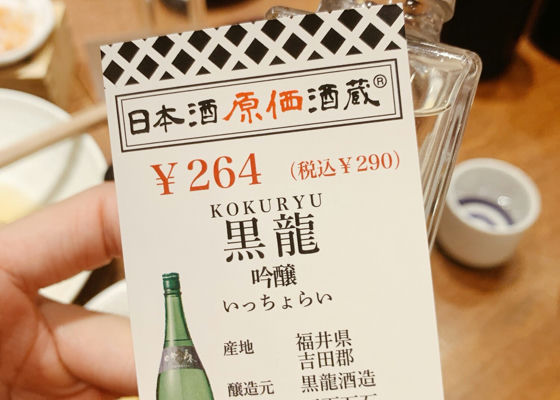 日本酒原価酒蔵®
¥264 (税込¥290)
KOKURYU
黒龍
吟醸
いっちょらい
産地 福井県
吉田郡
醸造元 黒龍酒造